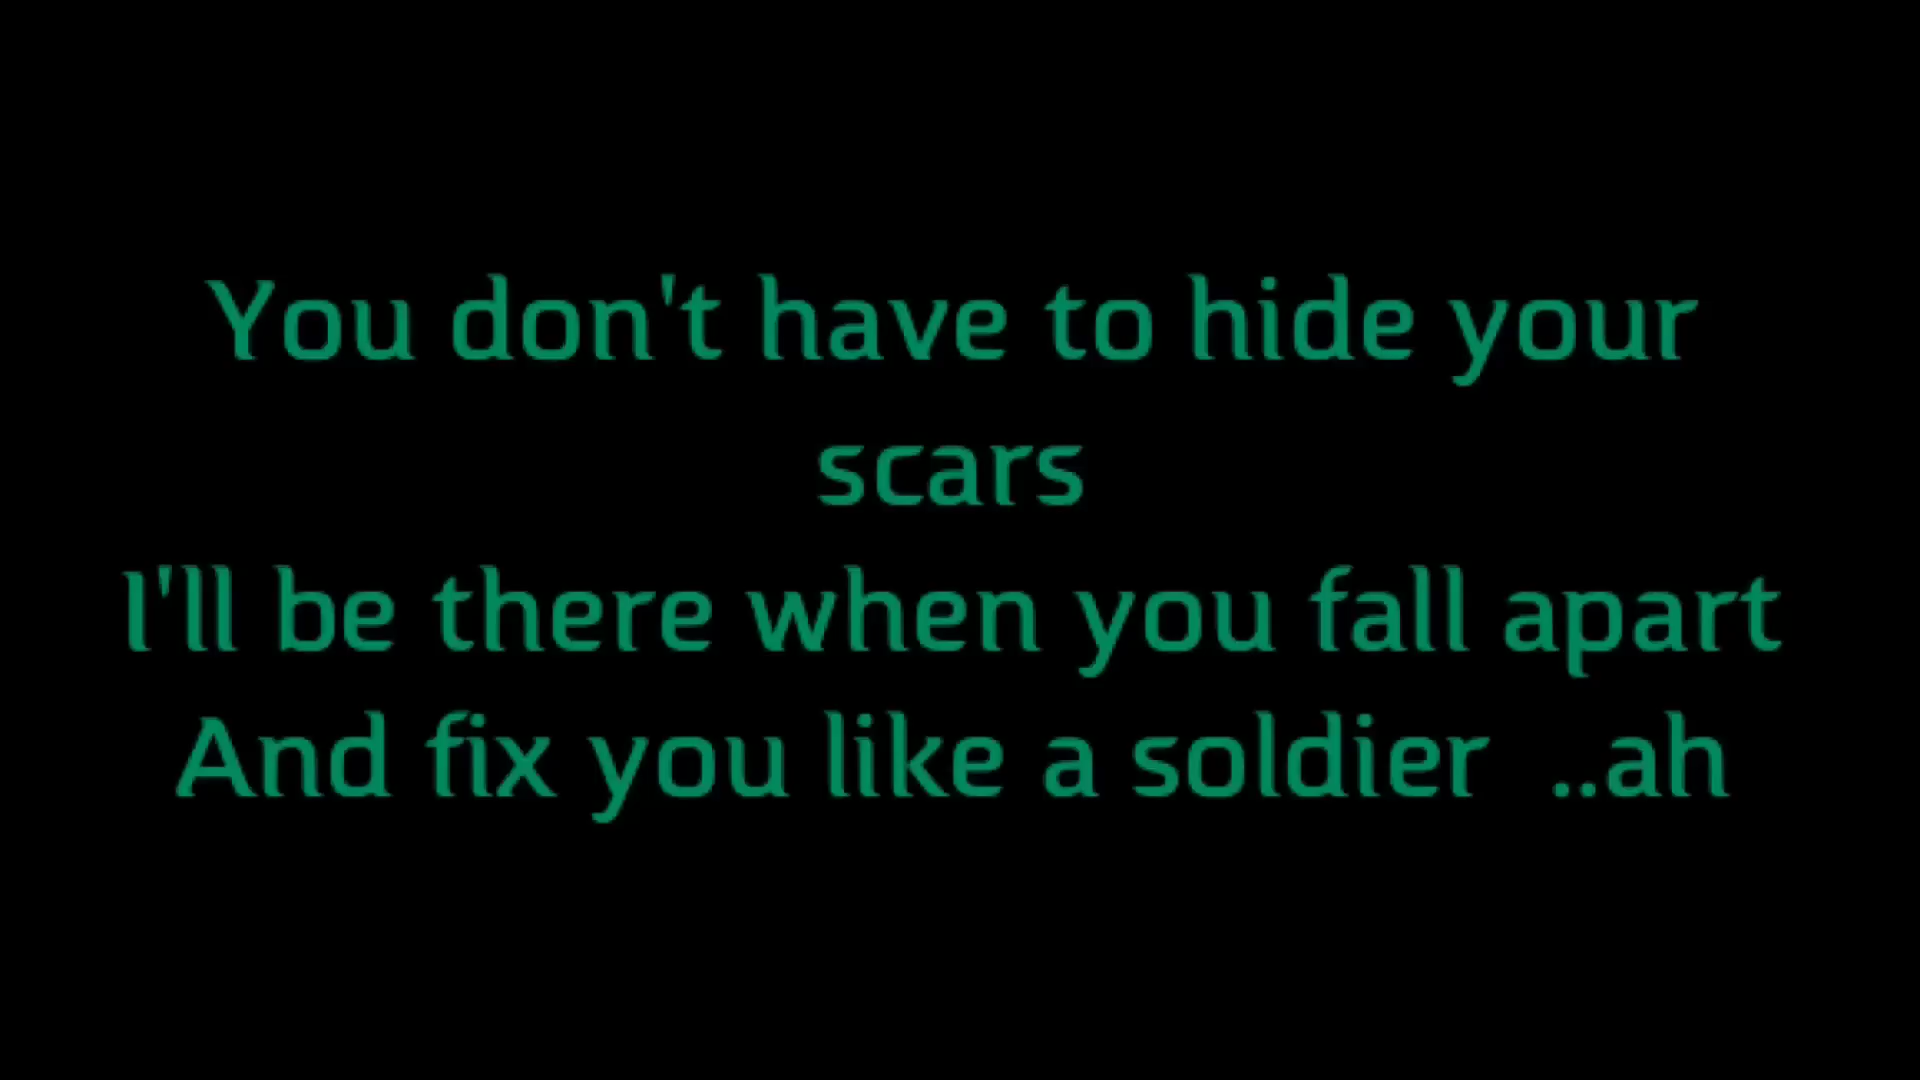 You don't have to hide your
scars
I'll be there when you fall apart
And fix you like a soldier  ..ah